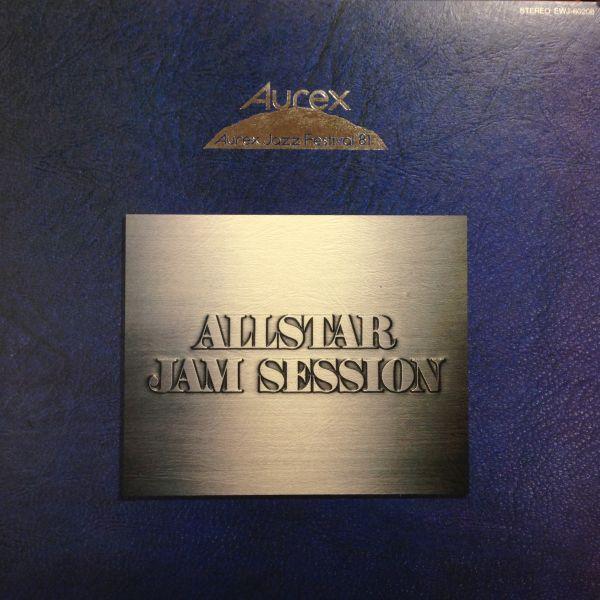 STEREO EWJ-80208
Aurex
Aurex Jazz Festival '81
ALLSTAR
JAM SESSION